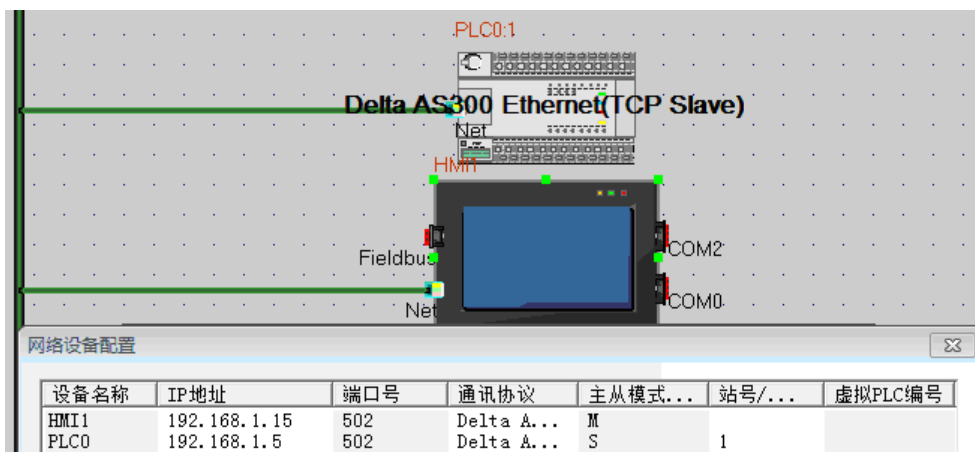 PLC0:1
Delta AS300 Ethernet(TCP Slave)
Net
HMI1
Fieldbus
COM2
Net
COM0
网络设备配置
设备名称 IP地址 端口号 通讯协议 主从模式... 站号/... 虚拟PLC编号
HMI1 192.168.1.15 502 Delta A... M
PLC0 192.168.1.5 502 Delta A... S 1